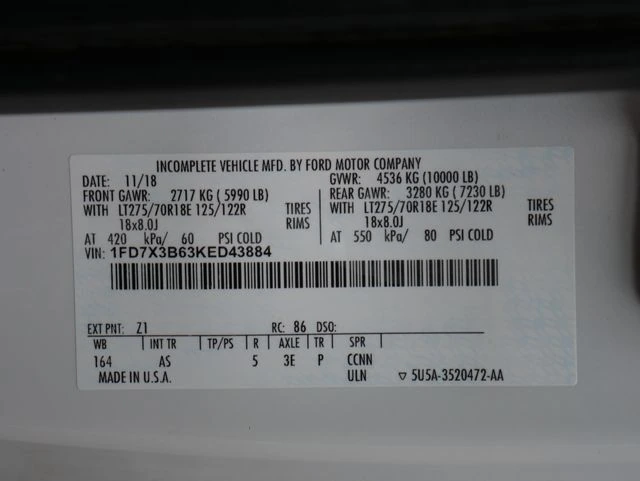 INCOMPLETE VEHICLE MFD. BY FORD MOTOR COMPANY
DATE: 11/18 GVWR: 4536 KG (10000 LB)
FRONT GAWR: 2717 KG ( 5990 LB) REAR GAWR: 3280 KG ( 7230 LB)
WITH LT275/70R18E 125/122R TIRES WITH LT275/70R18E 125/122R TIRES
18x8.0J RIMS 18x8.0J RIMS
AT 420 kPa/ 60 PSI COLD AT 550 kPa/ 80 PSI COLD
VIN: 1FD7X3B63KED43884
EXT PNT: Z1 RC: 86 DSO:
WB | INT TR | TP/PS | R | AXLE | TR | SPR
164 AS 5 3E P CCNN
MADE IN U.S.A. ULN ▽ 5U5A-3520472-AA